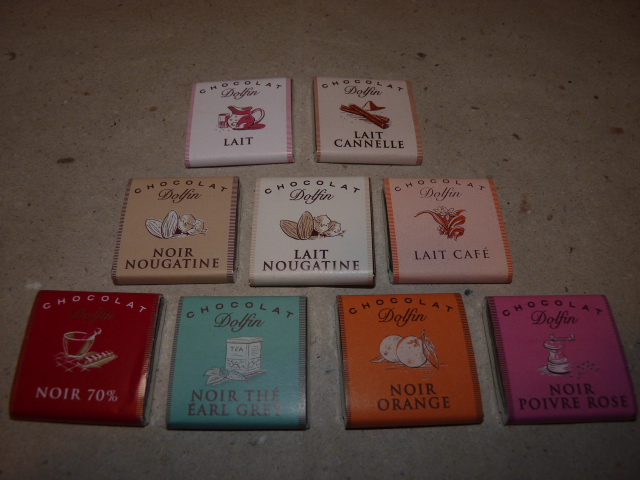 CHOCOLAT
Dolfin
LAIT
CHOCOLAT
Dolfin
LAIT
CANNELLE
CHOCOLAT
Dolfin
NOIR
NOUGATINE
CHOCOLAT
Dolfin
LAIT
NOUGATINE
CHOCOLAT
Dolfin
LAIT CAFÉ
CHOCOLAT
Dolfin
NOIR 70%
CHOCOLAT
Dolfin
TEA
NOIR THÉ
EARL GREY
CHOCOLAT
Dolfin
NOIR
ORANGE
CHOCOLAT
Dolfin
NOIR
POIVRE ROSE